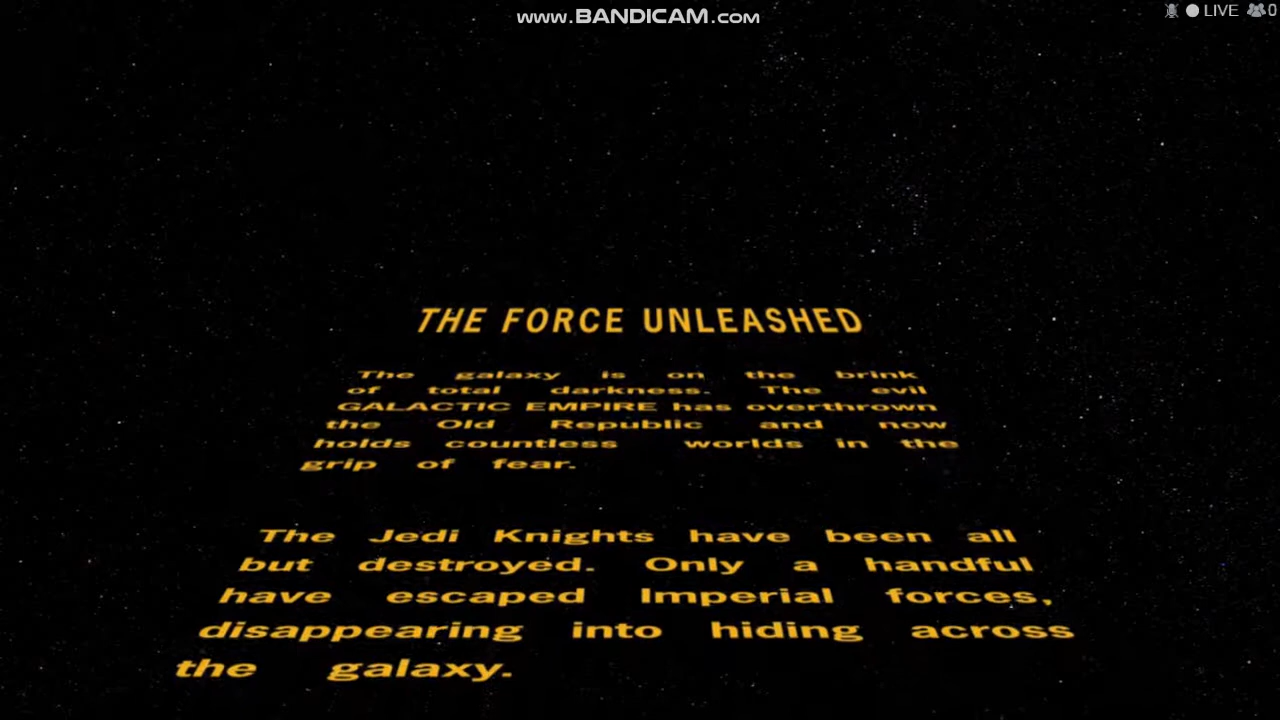 www.BANDICAM.com
LIVE 0
THE FORCE UNLEASHED
The galaxy is on the brink
of total darkness. The evil
GALACTIC EMPIRE has overthrown
the Old Republic and now
holds countless worlds in the
grip of fear.
The Jedi Knights have been all
but destroyed. Only a handful
have escaped Imperial forces,
disappearing into hiding across
the galaxy.